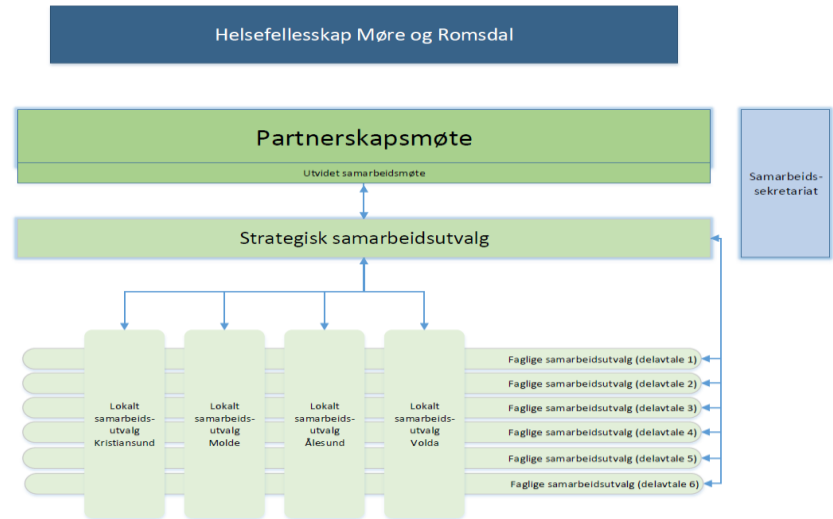 Helsefellesskap Møre og Romsdal
Partnerskapsmøte
Utvidet samarbeidsmøte
Samarbeids-
sekretariat
Strategisk samarbeidsutvalg
Lokalt
samarbeids-
utvalg
Kristiansund
Lokalt
samarbeids-
utvalg
Molde
Lokalt
samarbeids-
utvalg
Ålesund
Lokalt
samarbeids-
utvalg
Volda
Faglige samarbeidsutvalg (delavtale 1)
Faglige samarbeidsutvalg (delavtale 2)
Faglige samarbeidsutvalg (delavtale 3)
Faglige samarbeidsutvalg (delavtale 4)
Faglige samarbeidsutvalg (delavtale 5)
Faglige samarbeidsutvalg (delavtale 6)